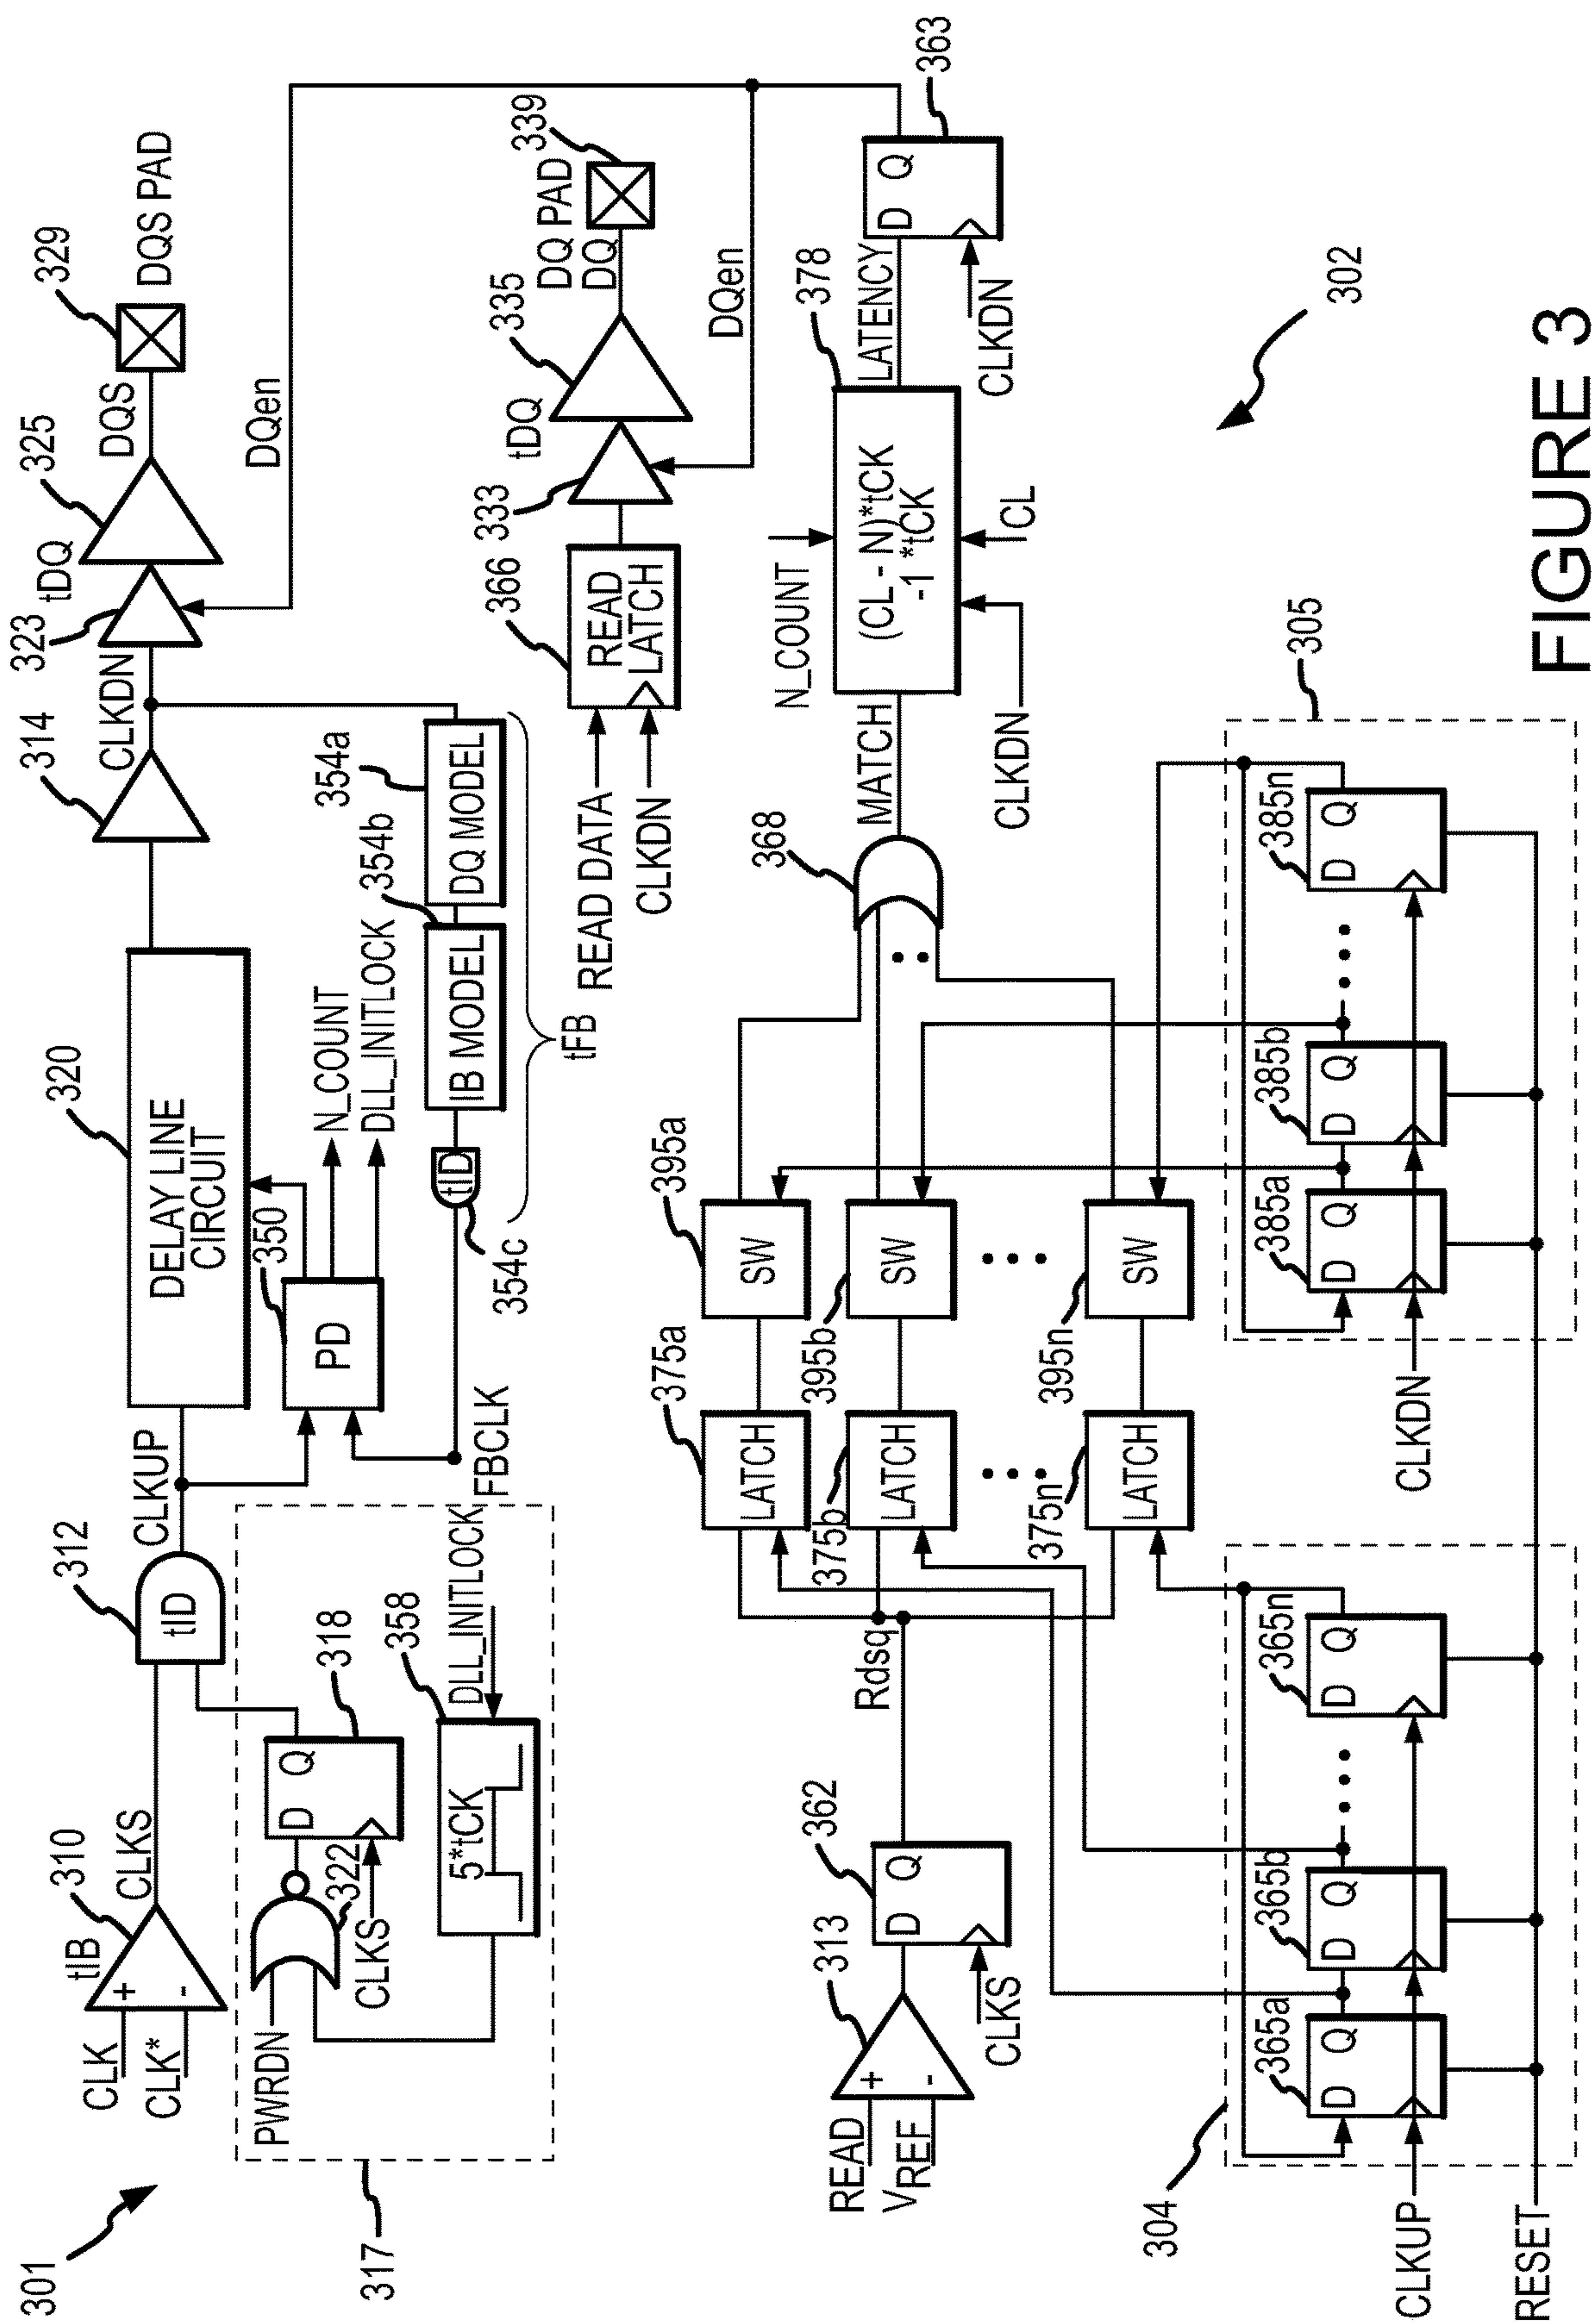 301
CLK
CLK*
tIB
+
-
310
CLKS
312
tID
CLKUP
320
DELAY LINE
CIRCUIT
314
CLKDN
323
tDQ
325
DQS
329
DQS PAD
DQen
317
PWRDN
322
CLKS
D Q
318
5*tCK
358
DLL_INITLOCK
FBCLK
350
PD
N_COUNT
DLL_INITLOCK
354c
tID
354b
IB MODEL
354a
DQ MODEL
tFB
READ DATA
CLKDN
366
READ
LATCH
333
tDQ
335
DQ PAD
DQ
339
DQen
READ
VREF
+
-
313
CLKS
362
D Q
Rdsq
375a
LATCH
375b
LATCH
375n
LATCH
395a
SW
395b
SW
395n
SW
368
MATCH
N_COUNT
CLKDN
CL
(CL - N)*tCK
-1 *tCK
378
LATENCY
CLKDN
D Q
363
302
304
CLKUP
RESET
365a
D Q
365b
D Q
365n
D Q
CLKDN
385a
D Q
385b
D Q
385n
D Q
305
FIGURE 3